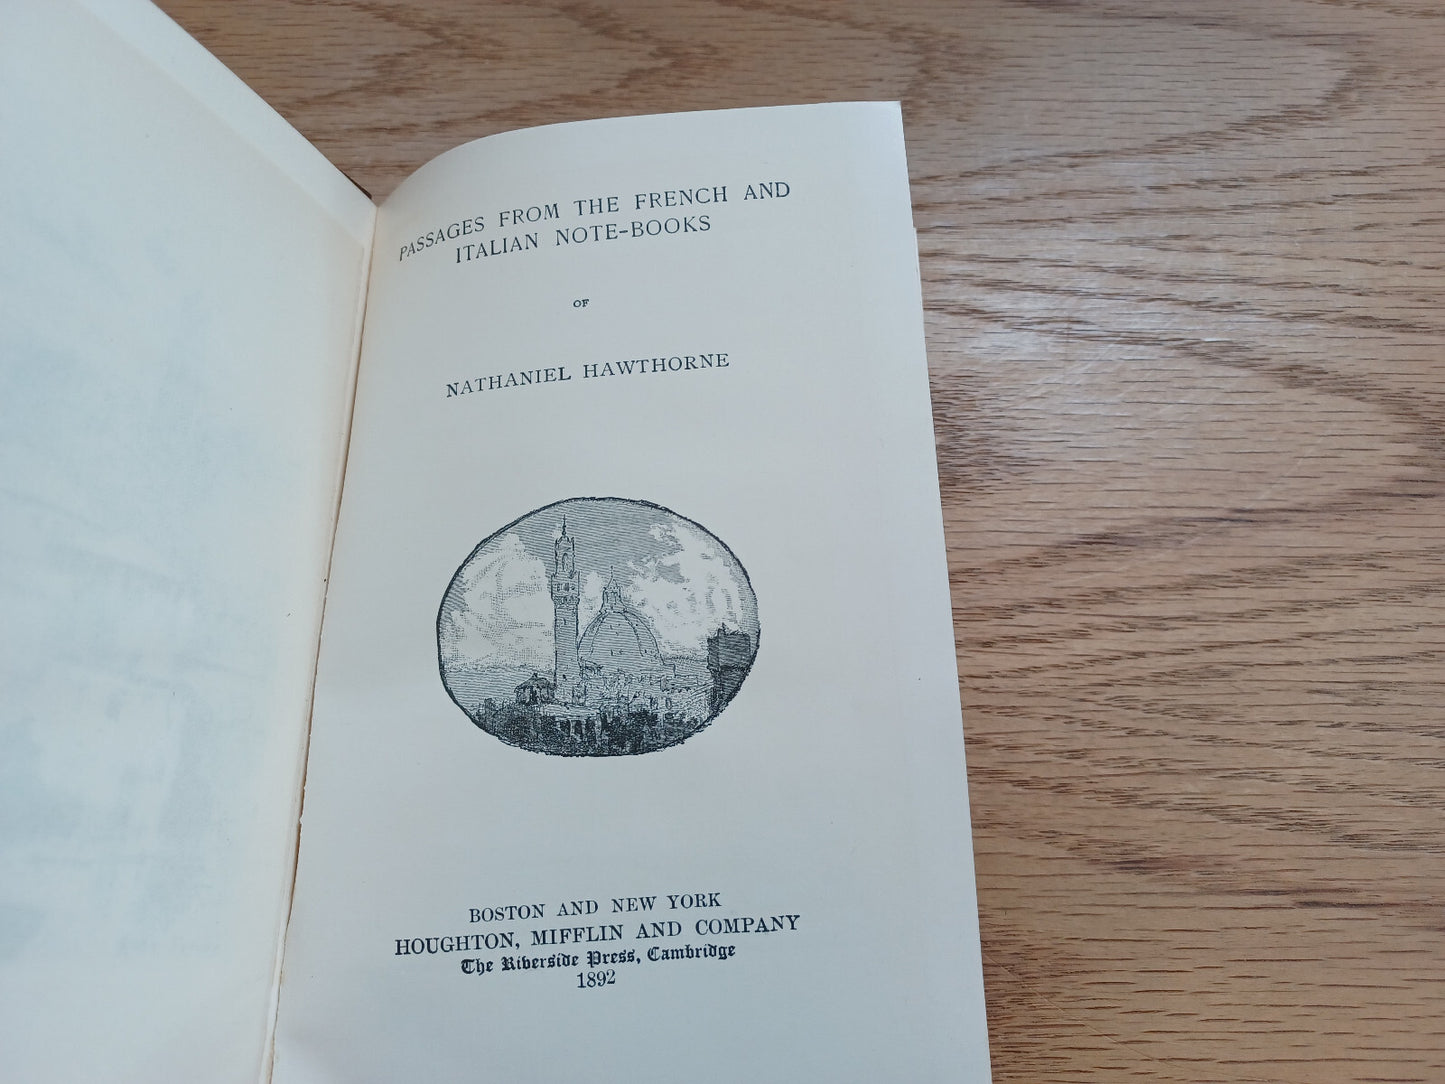 PASSAGES FROM THE FRENCH AND
ITALIAN NOTE-BOOKS
OF
NATHANIEL HAWTHORNE
BOSTON AND NEW YORK
HOUGHTON, MIFFLIN AND COMPANY
The Riverside Press, Cambridge
1892